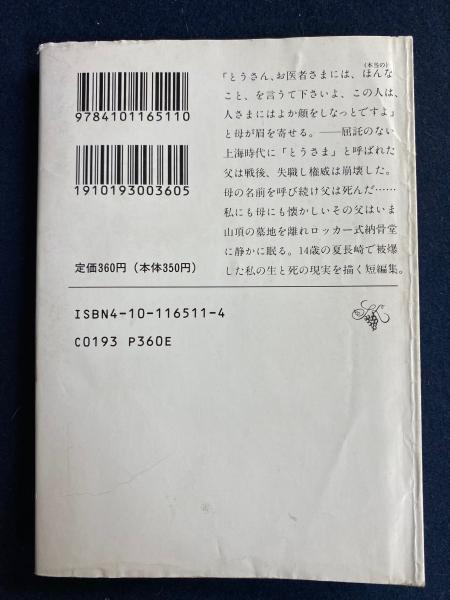 9784101165110
1910193003605
定価360円（本体350円）
ISBN4-10-116511-4
C0193 P360E
(本当の)
「とうさん、お医者さまには、ほんな
こと、を言うて下さいよ、この人は、
人さまにはよか顔をしなっとですよ」
と母が眉を寄せる。――屈託のない
上海時代に「とうさま」と呼ばれた
父は戦後、失職し権威は崩壊した。
母の名前を呼び続け父は死んだ……
私にも母にも懐かしいその父はいま
山頂の墓地を離れロッカー式納骨堂
に静かに眠る。14歳の夏長崎で被爆
した私の生と死の現実を描く短編集。